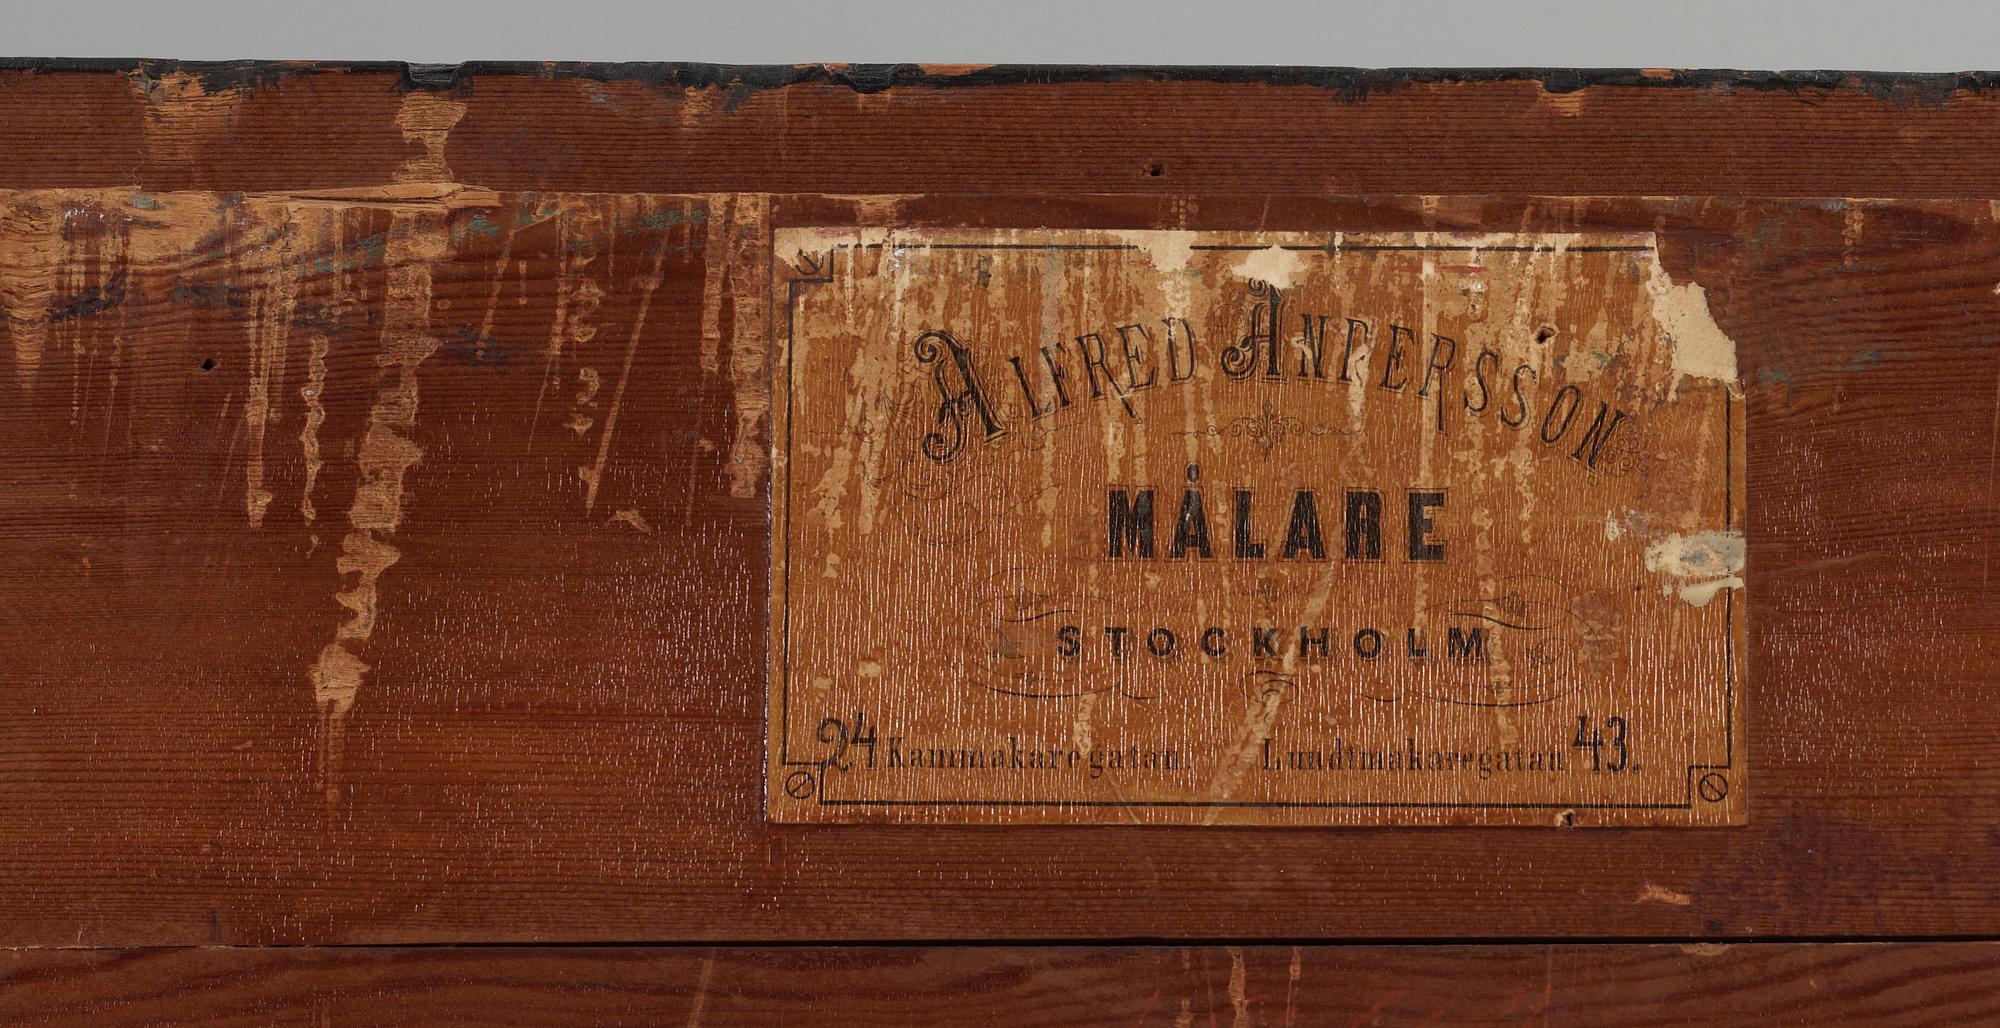 ALFRED ANDERSSON
MÅLARE
STOCKHOLM
24 Kammakaregatan. Lundtmakaregatan 43.